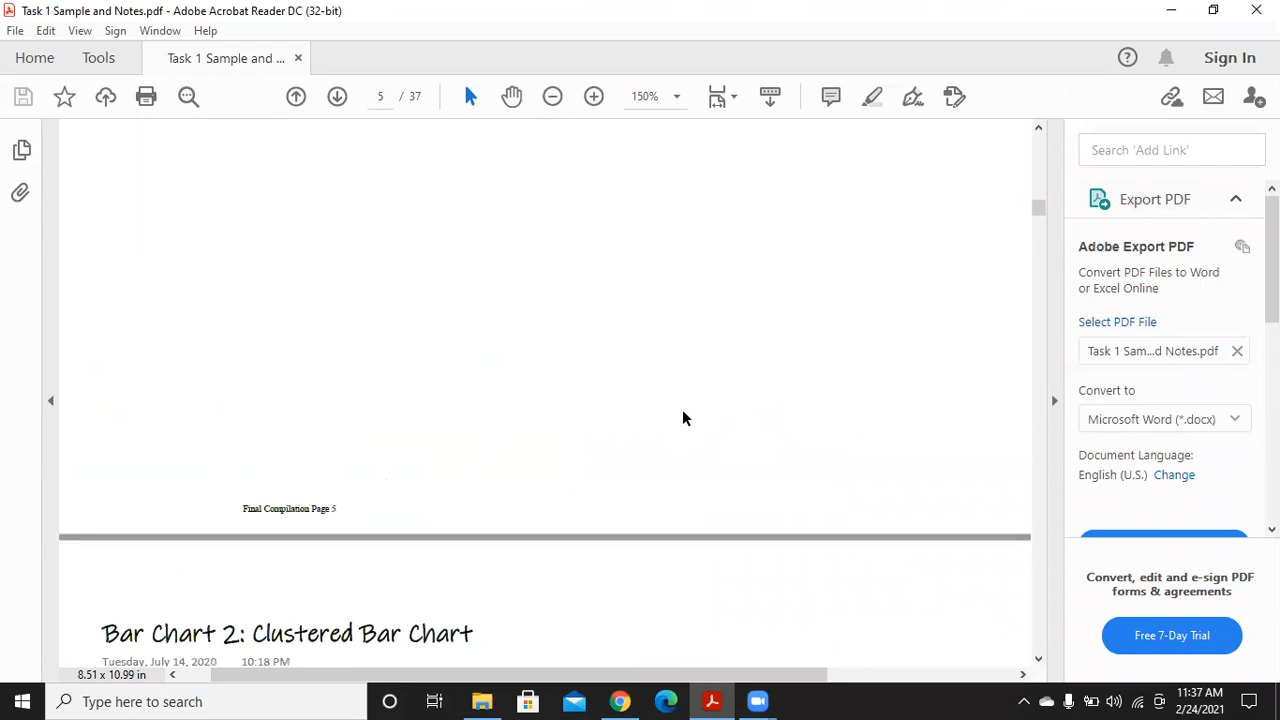 Task 1 Sample and Notes.pdf - Adobe Acrobat Reader DC (32-bit)
File Edit View Sign Window Help
Home Tools Task 1 Sample and ... × Sign In
5 / 37 150%
Search 'Add Link'
Export PDF
Adobe Export PDF
Convert PDF Files to Word
or Excel Online
Select PDF File
Task 1 Sam...d Notes.pdf
Convert to
Microsoft Word (*.docx)
Document Language:
English (U.S.) Change
Final Compilation Page 5
Convert, edit and e-sign PDF
forms & agreements
Free 7-Day Trial
Bar Chart 2: Clustered Bar Chart
Tuesday, July 14, 2020 10:18 PM
8.51 x 10.99 in
Type here to search
11:37 AM
2/24/2021